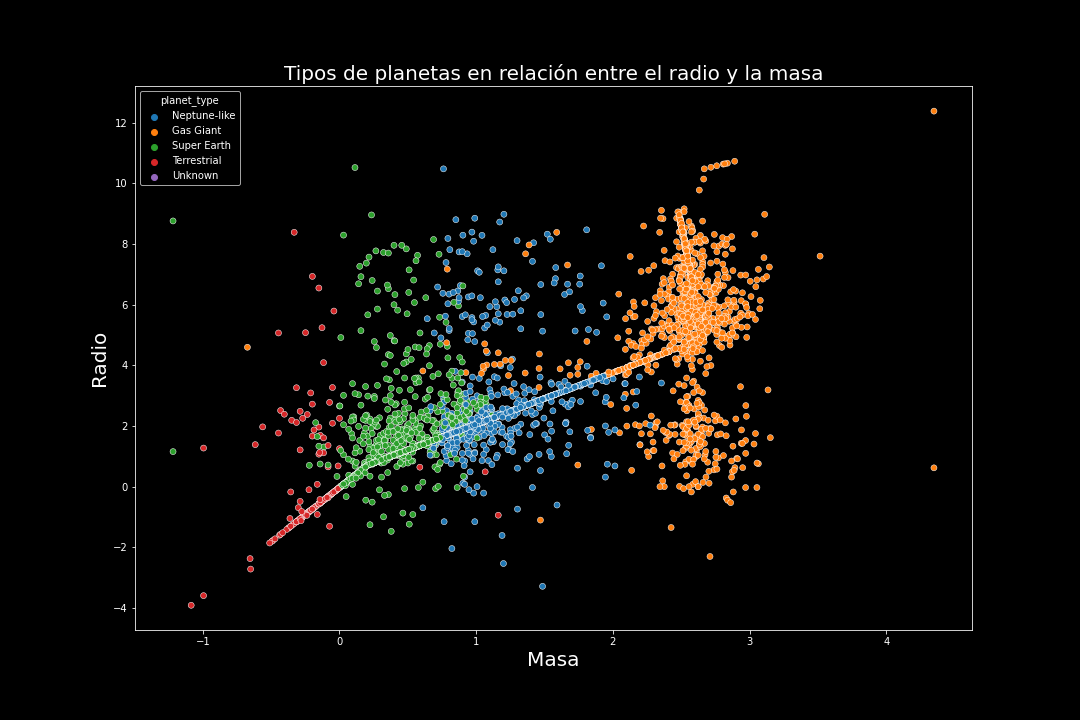 Tipos de planetas en relación entre el radio y la masa
planet_type
Neptune-like
Gas Giant
Super Earth
Terrestrial
Unknown
12
10
8
6
4
2
0
−2
−4
Radio
−1 0 1 2 3 4
Masa